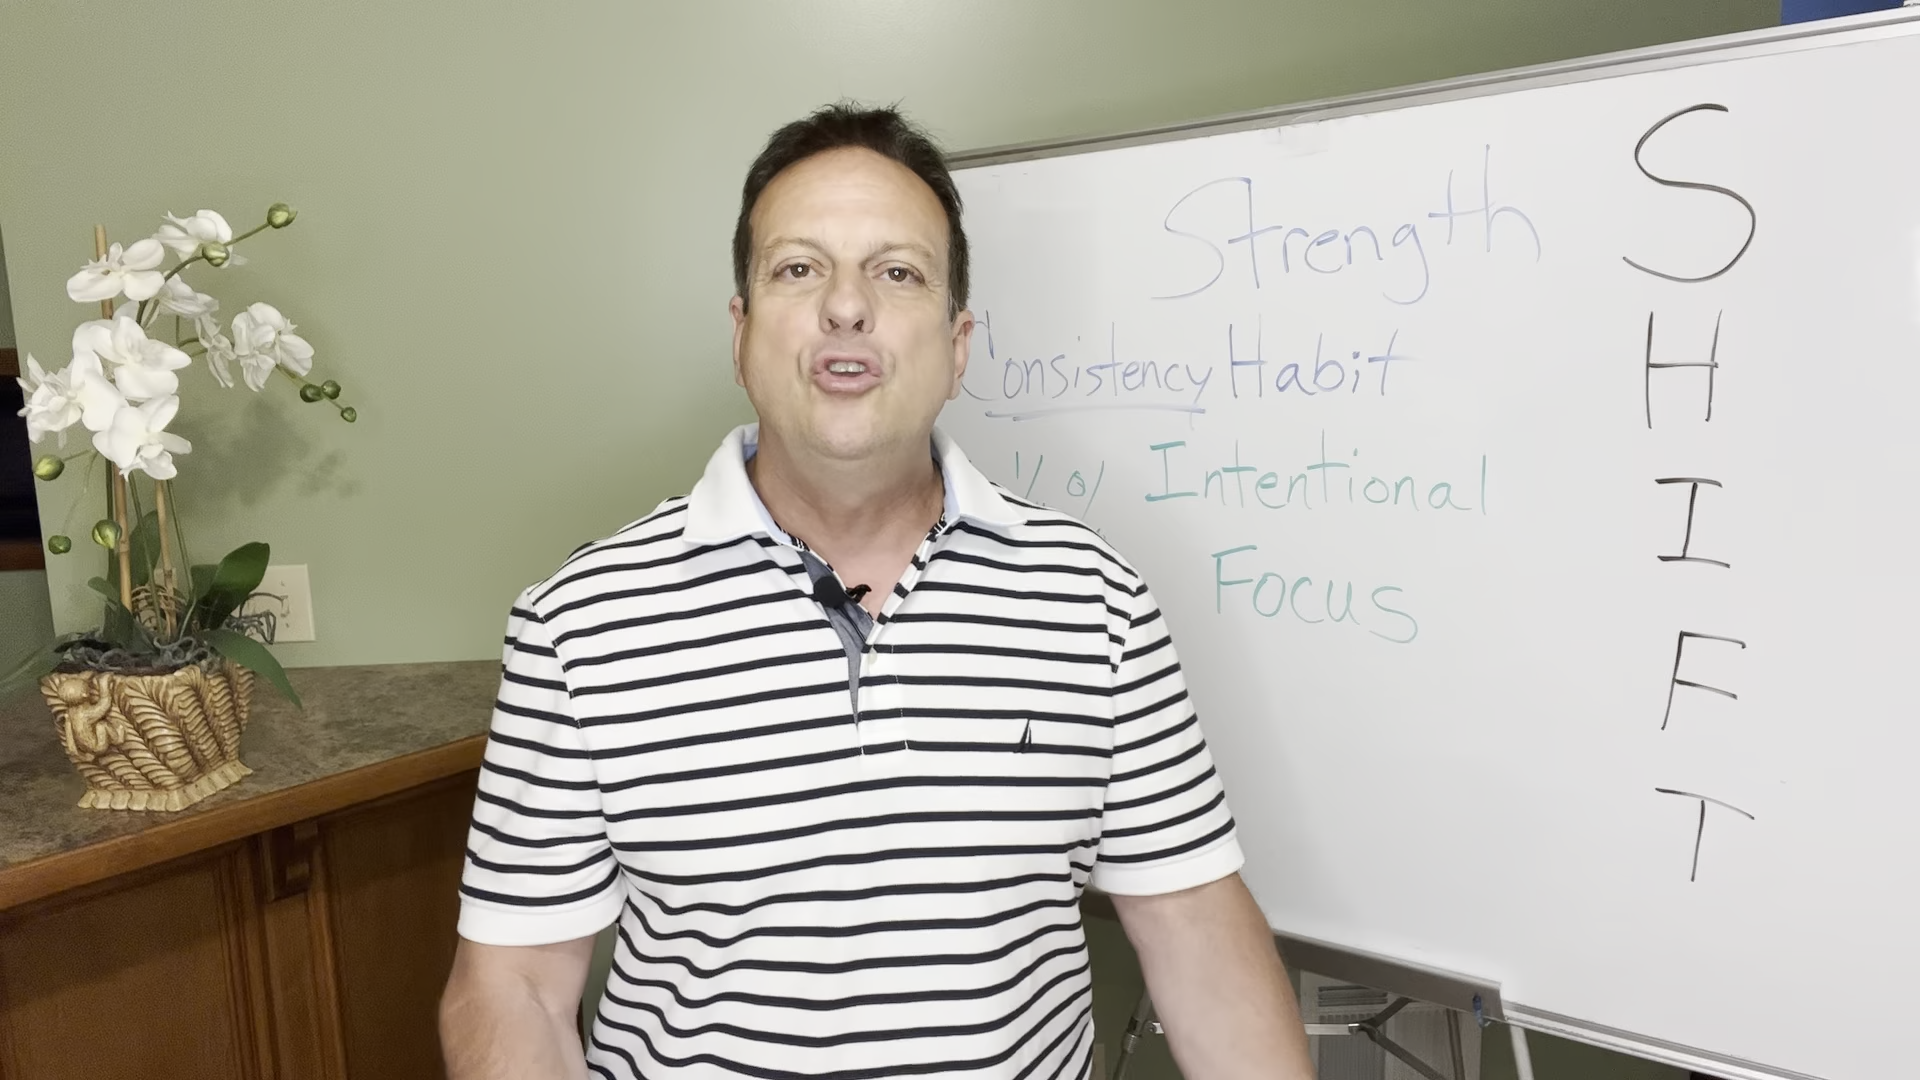 Strength S
Consistency Habit H
1% Intentional I
Focus F
T